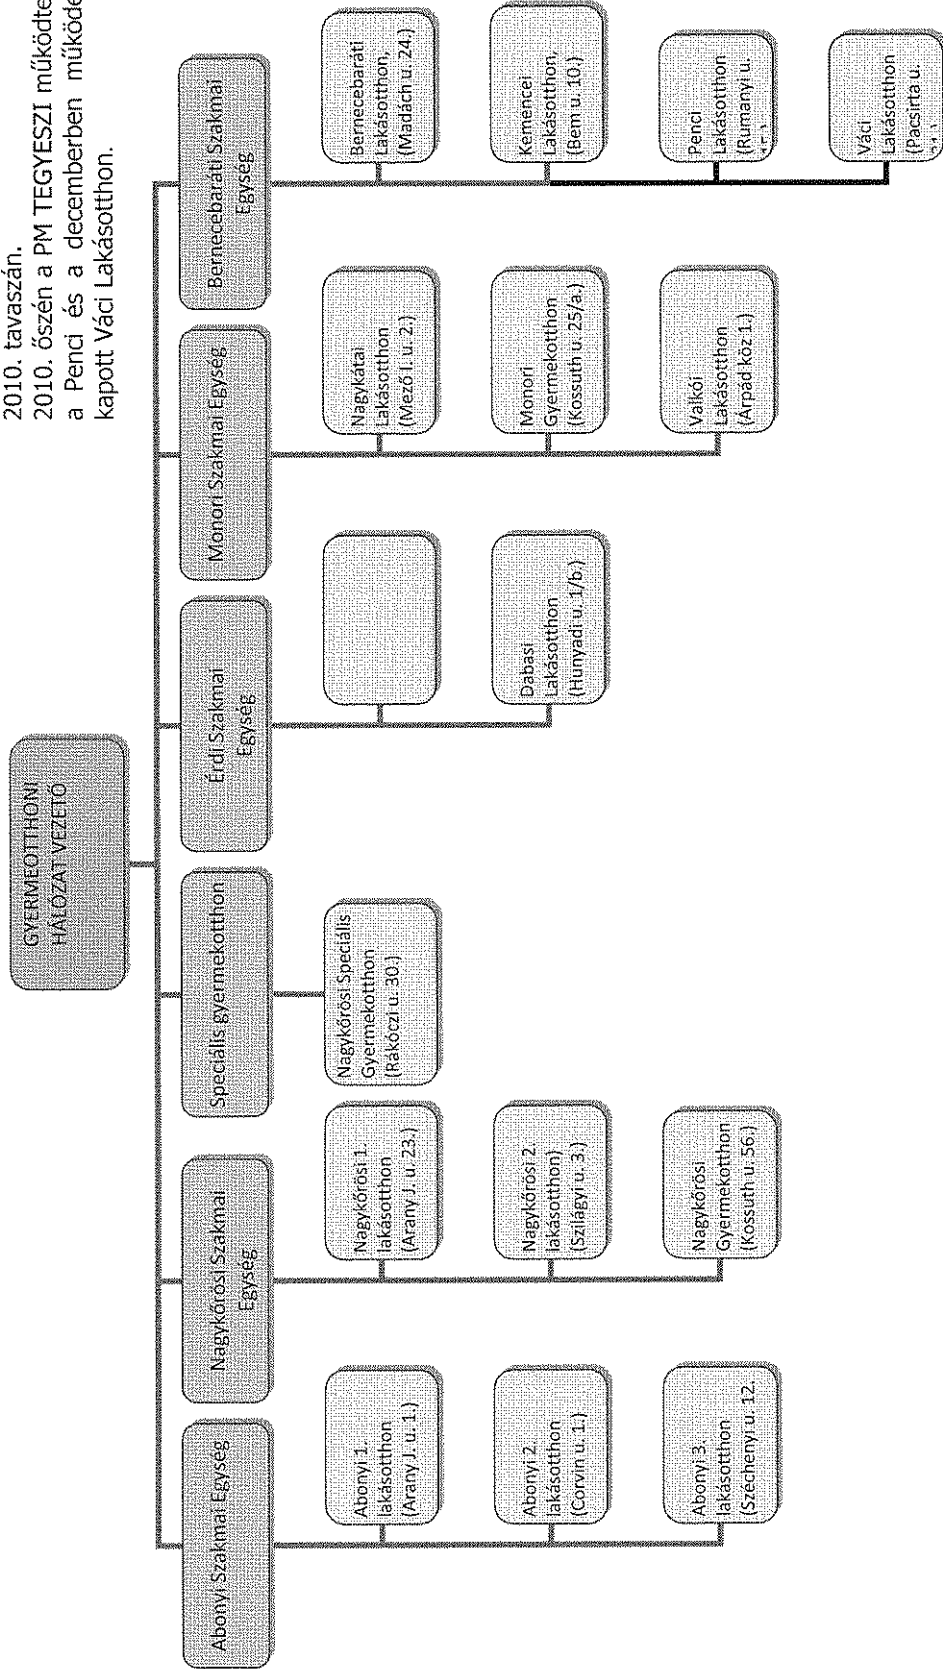 2010. tavaszán.
2010. őszén a PM TEGYESZI működte
a Penci és a decemberben működé
kapott Váci Lakásotthon.
GYERMEOTTHONI
HÁLÓZAT VEZETŐ
Abonyi Szakmai Egység
Abonyi 1.
lakásotthon
(Arany J. u. 1.)
Abonyi 2.
lakásotthon
(Corvin u. 1.)
Abonyi 3.
lakásotthon
(Széchenyi u. 12.
Nagykőrösi Szakmai
Egység
Nagykőrösi 1.
lakásotthon
(Arany J. u. 23.)
Nagykőrösi 2.
lakásotthon)
(Szilágyi u. 3.)
Nagykőrösi
Gyermekotthon
(Kossuth u. 56.)
Speciális gyermekotthon
Nagykőrösi Speciális
Gyermekotthon
(Rákóczi u. 30.)
Érdi Szakmai
Egység
Dabasi
Lakásotthon
(Hunyadi u. 1/b.)
Monori Szakmai Egység
Nagykátai
Lakásotthon
(Mező I. u. 2.)
Monori
Gyermekotthon
(Kossuth u. 25/a.)
Valkói
Lakásotthon
(Árpád köz 1.)
Bernecebaráti Szakmai
Egység
Bernecebaráti
Lakásotthon,
(Madách u. 24.)
Kemeneei
Lakásotthon,
(Bem u. 10.)
Penci
Lakásotthon
(Rumanyi u.
Váci
Lakásotthon
(Pacsirta u.